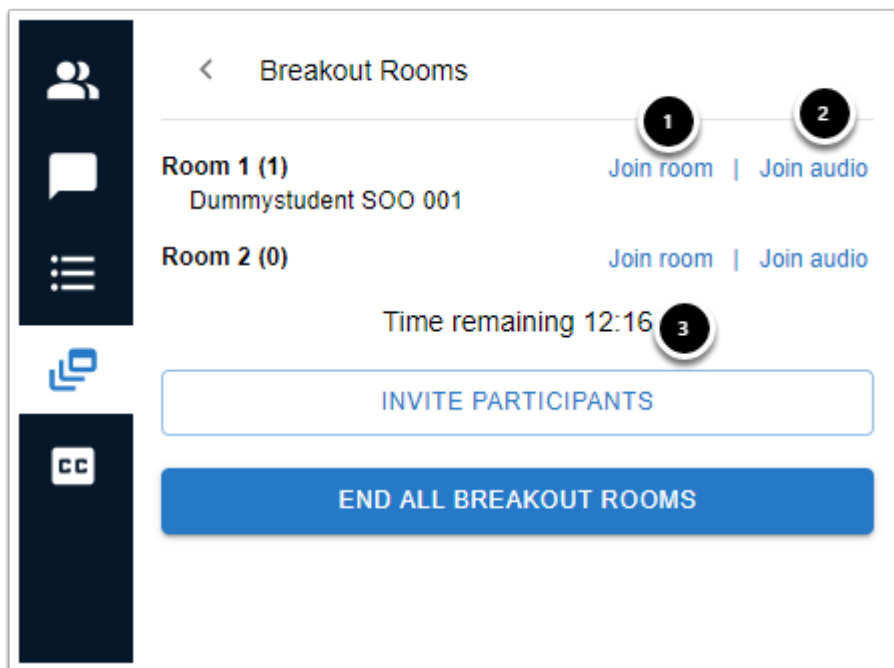 Breakout Rooms
1
2
Room 1 (1) Join room | Join audio
Dummystudent SOO 001
Room 2 (0) Join room | Join audio
Time remaining 12:16 3
INVITE PARTICIPANTS
CC
END ALL BREAKOUT ROOMS